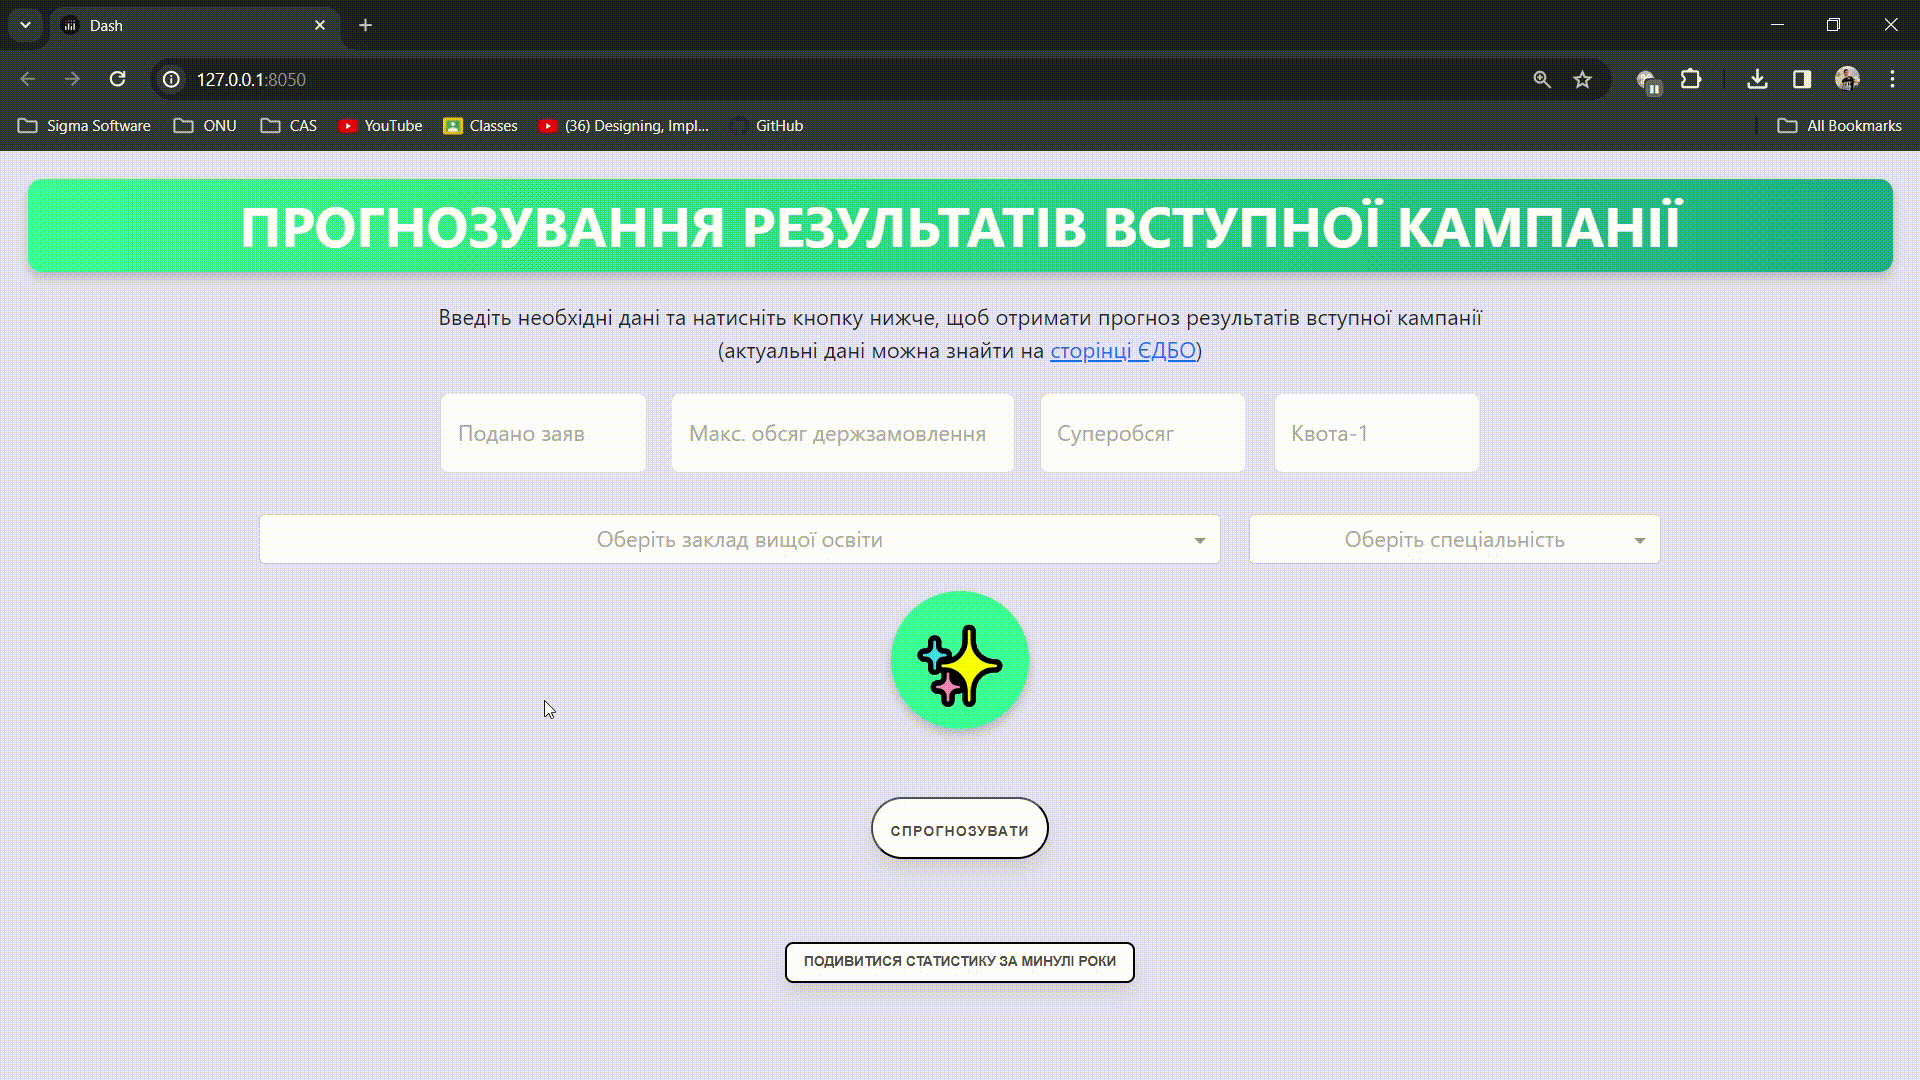 Dash
127.0.0.1:8050
Sigma Software ONU CAS YouTube Classes (36) Designing, Impl... GitHub All Bookmarks
ПРОГНОЗУВАННЯ РЕЗУЛЬТАТІВ ВСТУПНОЇ КАМПАНІЇ
Введіть необхідні дані та натисніть кнопку нижче, щоб отримати прогноз результатів вступної кампанії
(актуальні дані можна знайти на сторінці ЄДБО)
Подано заяв Макс. обсяг держзамовлення Суперобсяг Квота-1
Оберіть заклад вищої освіти Оберіть спеціальність
СПРОГНОЗУВАТИ
ПОДИВИТИСЯ СТАТИСТИКУ ЗА МИНУЛІ РОКИ